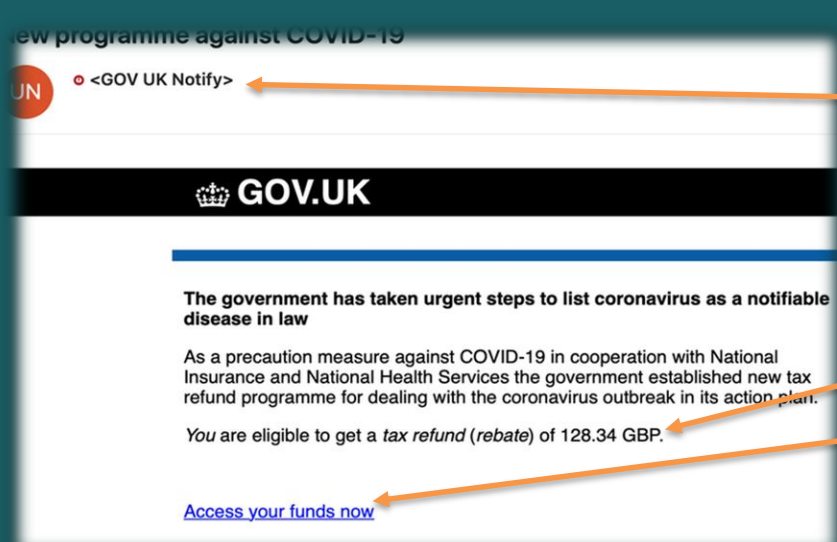 new programme against COVID-19
UN
<GOV UK Notify>
GOV.UK
The government has taken urgent steps to list coronavirus as a notifiable
disease in law
As a precaution measure against COVID-19 in cooperation with National
Insurance and National Health Services the government established new tax
refund programme for dealing with the coronavirus outbreak in its action plan.
You are eligible to get a tax refund (rebate) of 128.34 GBP.
Access your funds now